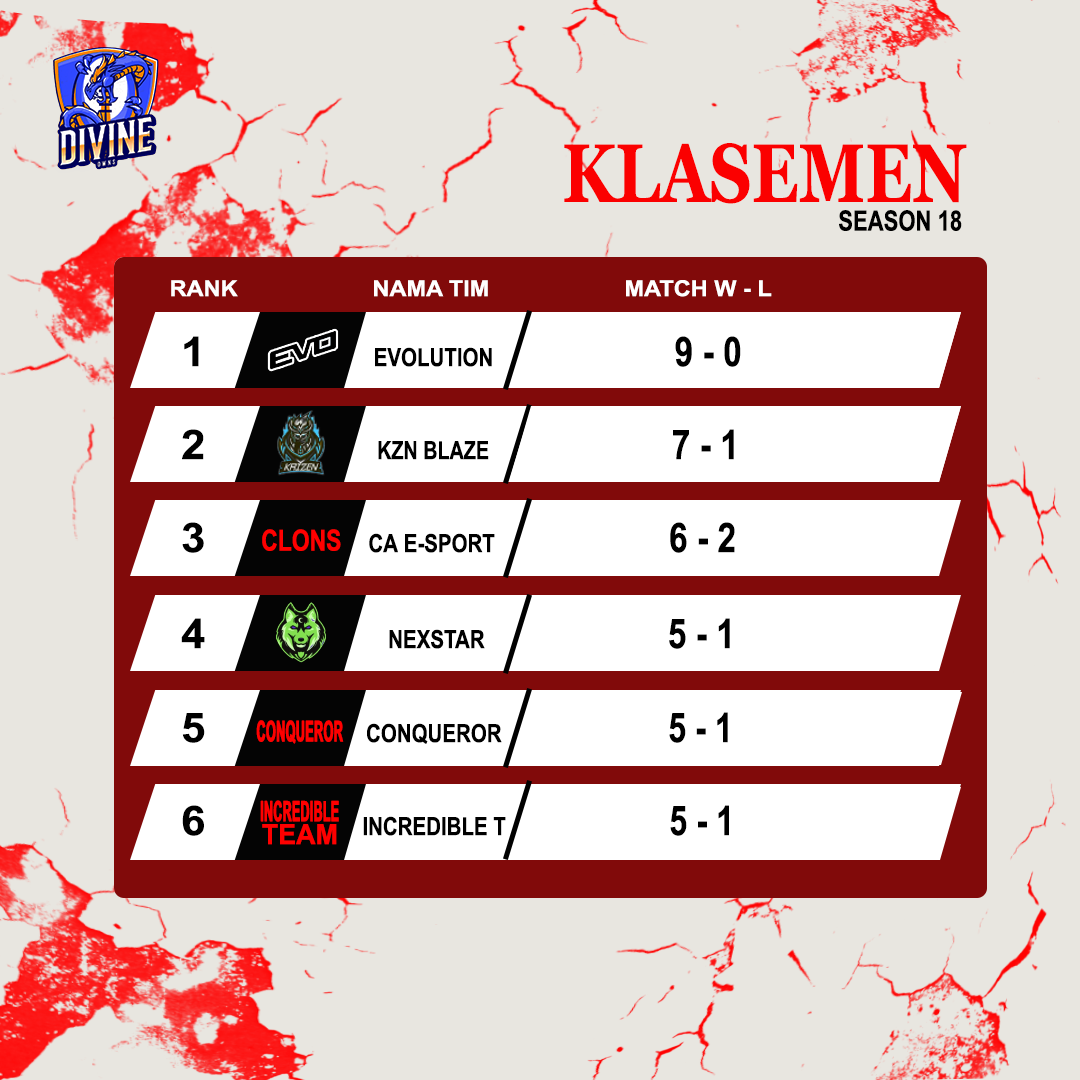 DIVINE
KLASEMEN
SEASON 18
RANK NAMA TIM MATCH W - L
1 EVO EVOLUTION 9 - 0
2 KRIZEN KZN BLAZE 7 - 1
3 CLONS CA E-SPORT 6 - 2
4 NEXSTAR 5 - 1
5 CONQUEROR CONQUEROR 5 - 1
6 INCREDIBLE TEAM INCREDIBLE T 5 - 1